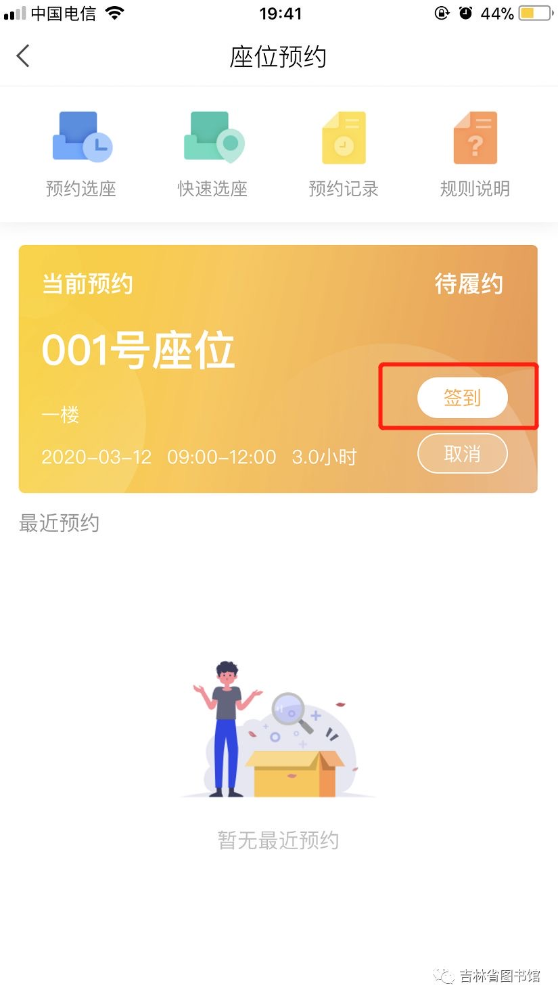 中国电信 19:41 44%
座位预约
预约选座 快速选座 预约记录 规则说明
当前预约 待履约
001号座位
签到
一楼
取消
2020-03-12 09:00-12:00 3.0小时
最近预约
暂无最近预约
吉林省图书馆